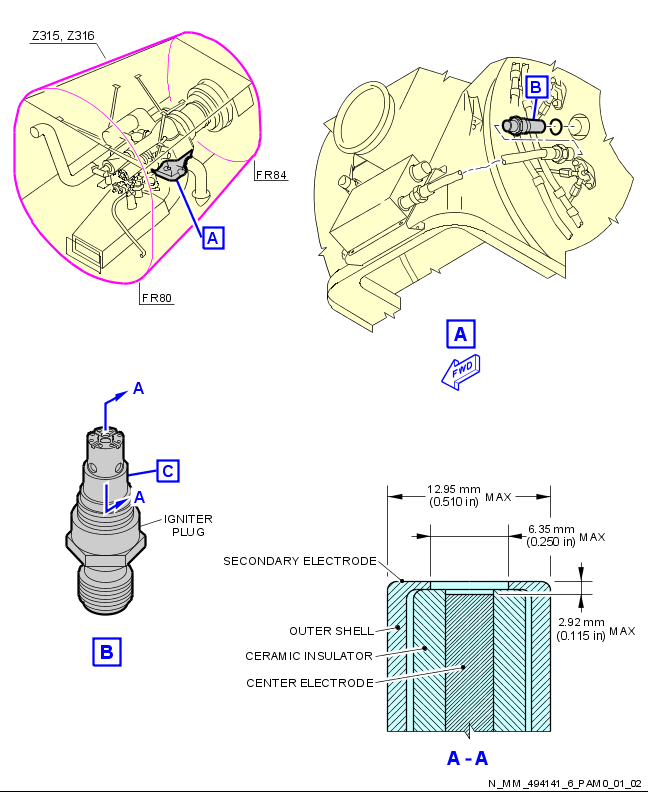 Z315, Z316
FR84
A
FR80
B
A
FWD
A
C
A
IGNITER
PLUG
B
12.95 mm
(0.510 in) MAX
6.35 mm
(0.250 in) MAX
SECONDARY ELECTRODE
2.92 mm
(0.115 in) MAX
OUTER SHELL
CERAMIC INSULATOR
CENTER ELECTRODE
A - A
N_MM_494141_6_PAM0_01_02